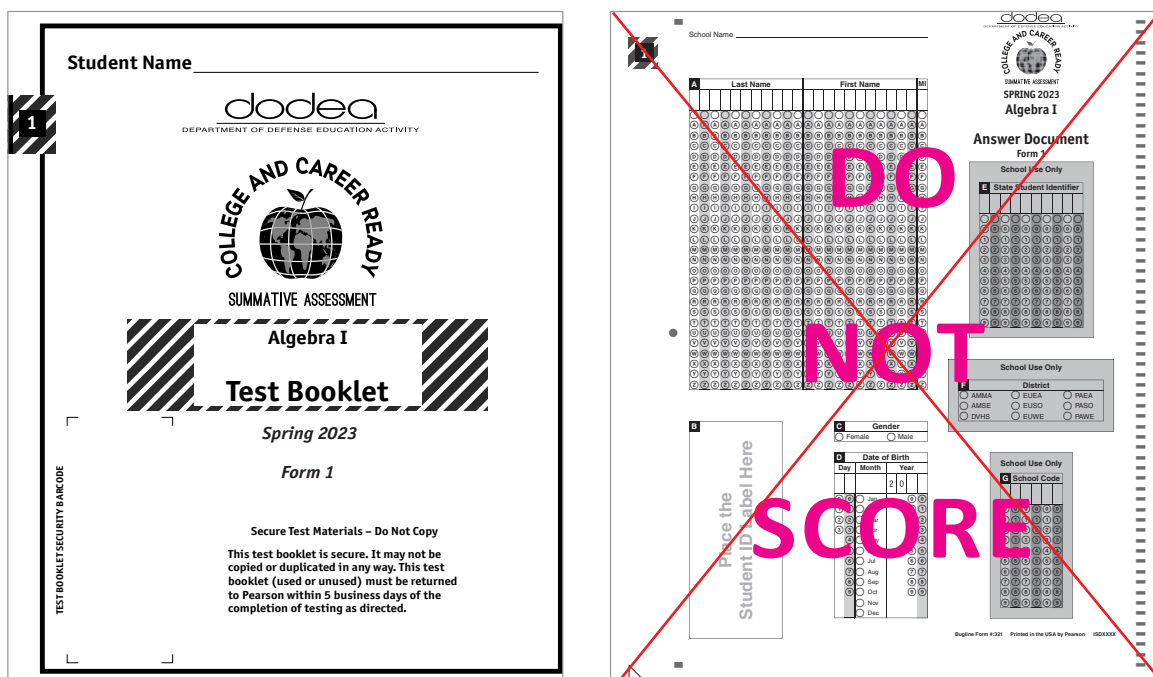 Student Name
1
dodea
DEPARTMENT OF DEFENSE EDUCATION ACTIVITY
COLLEGE AND CAREER READY
SUMMATIVE ASSESSMENT
Algebra I
Test Booklet
Spring 2023
Form 1
TEST BOOKLET SECURITY BARCODE
Secure Test Materials – Do Not Copy
This test booklet is secure. It may not be
copied or duplicated in any way. This test
booklet (used or unused) must be returned
to Pearson within 5 business days of the
completion of testing as directed.
School Name
1
dodea
DEPARTMENT OF DEFENSE EDUCATION ACTIVITY
COLLEGE AND CAREER READY
SUMMATIVE ASSESSMENT
SPRING 2023
Algebra I
Answer Document
Form 1
A Last Name First Name MI
DO
NOT
SCORE
School Use Only
E State Student Identifier
School Use Only
F District
AMMA EUEA PAEA
AMSE EUSO PASO
DVHS EUWE PAWE
B
Place the
Student ID Label Here
C Gender
Female Male
D Date of Birth
Day Month Year
2 0
Jul
Aug
Sep
Oct
Nov
Dec
School Use Only
G School Code
Bugline Form #:321 Printed in the USA by Pearson ISDXXXX